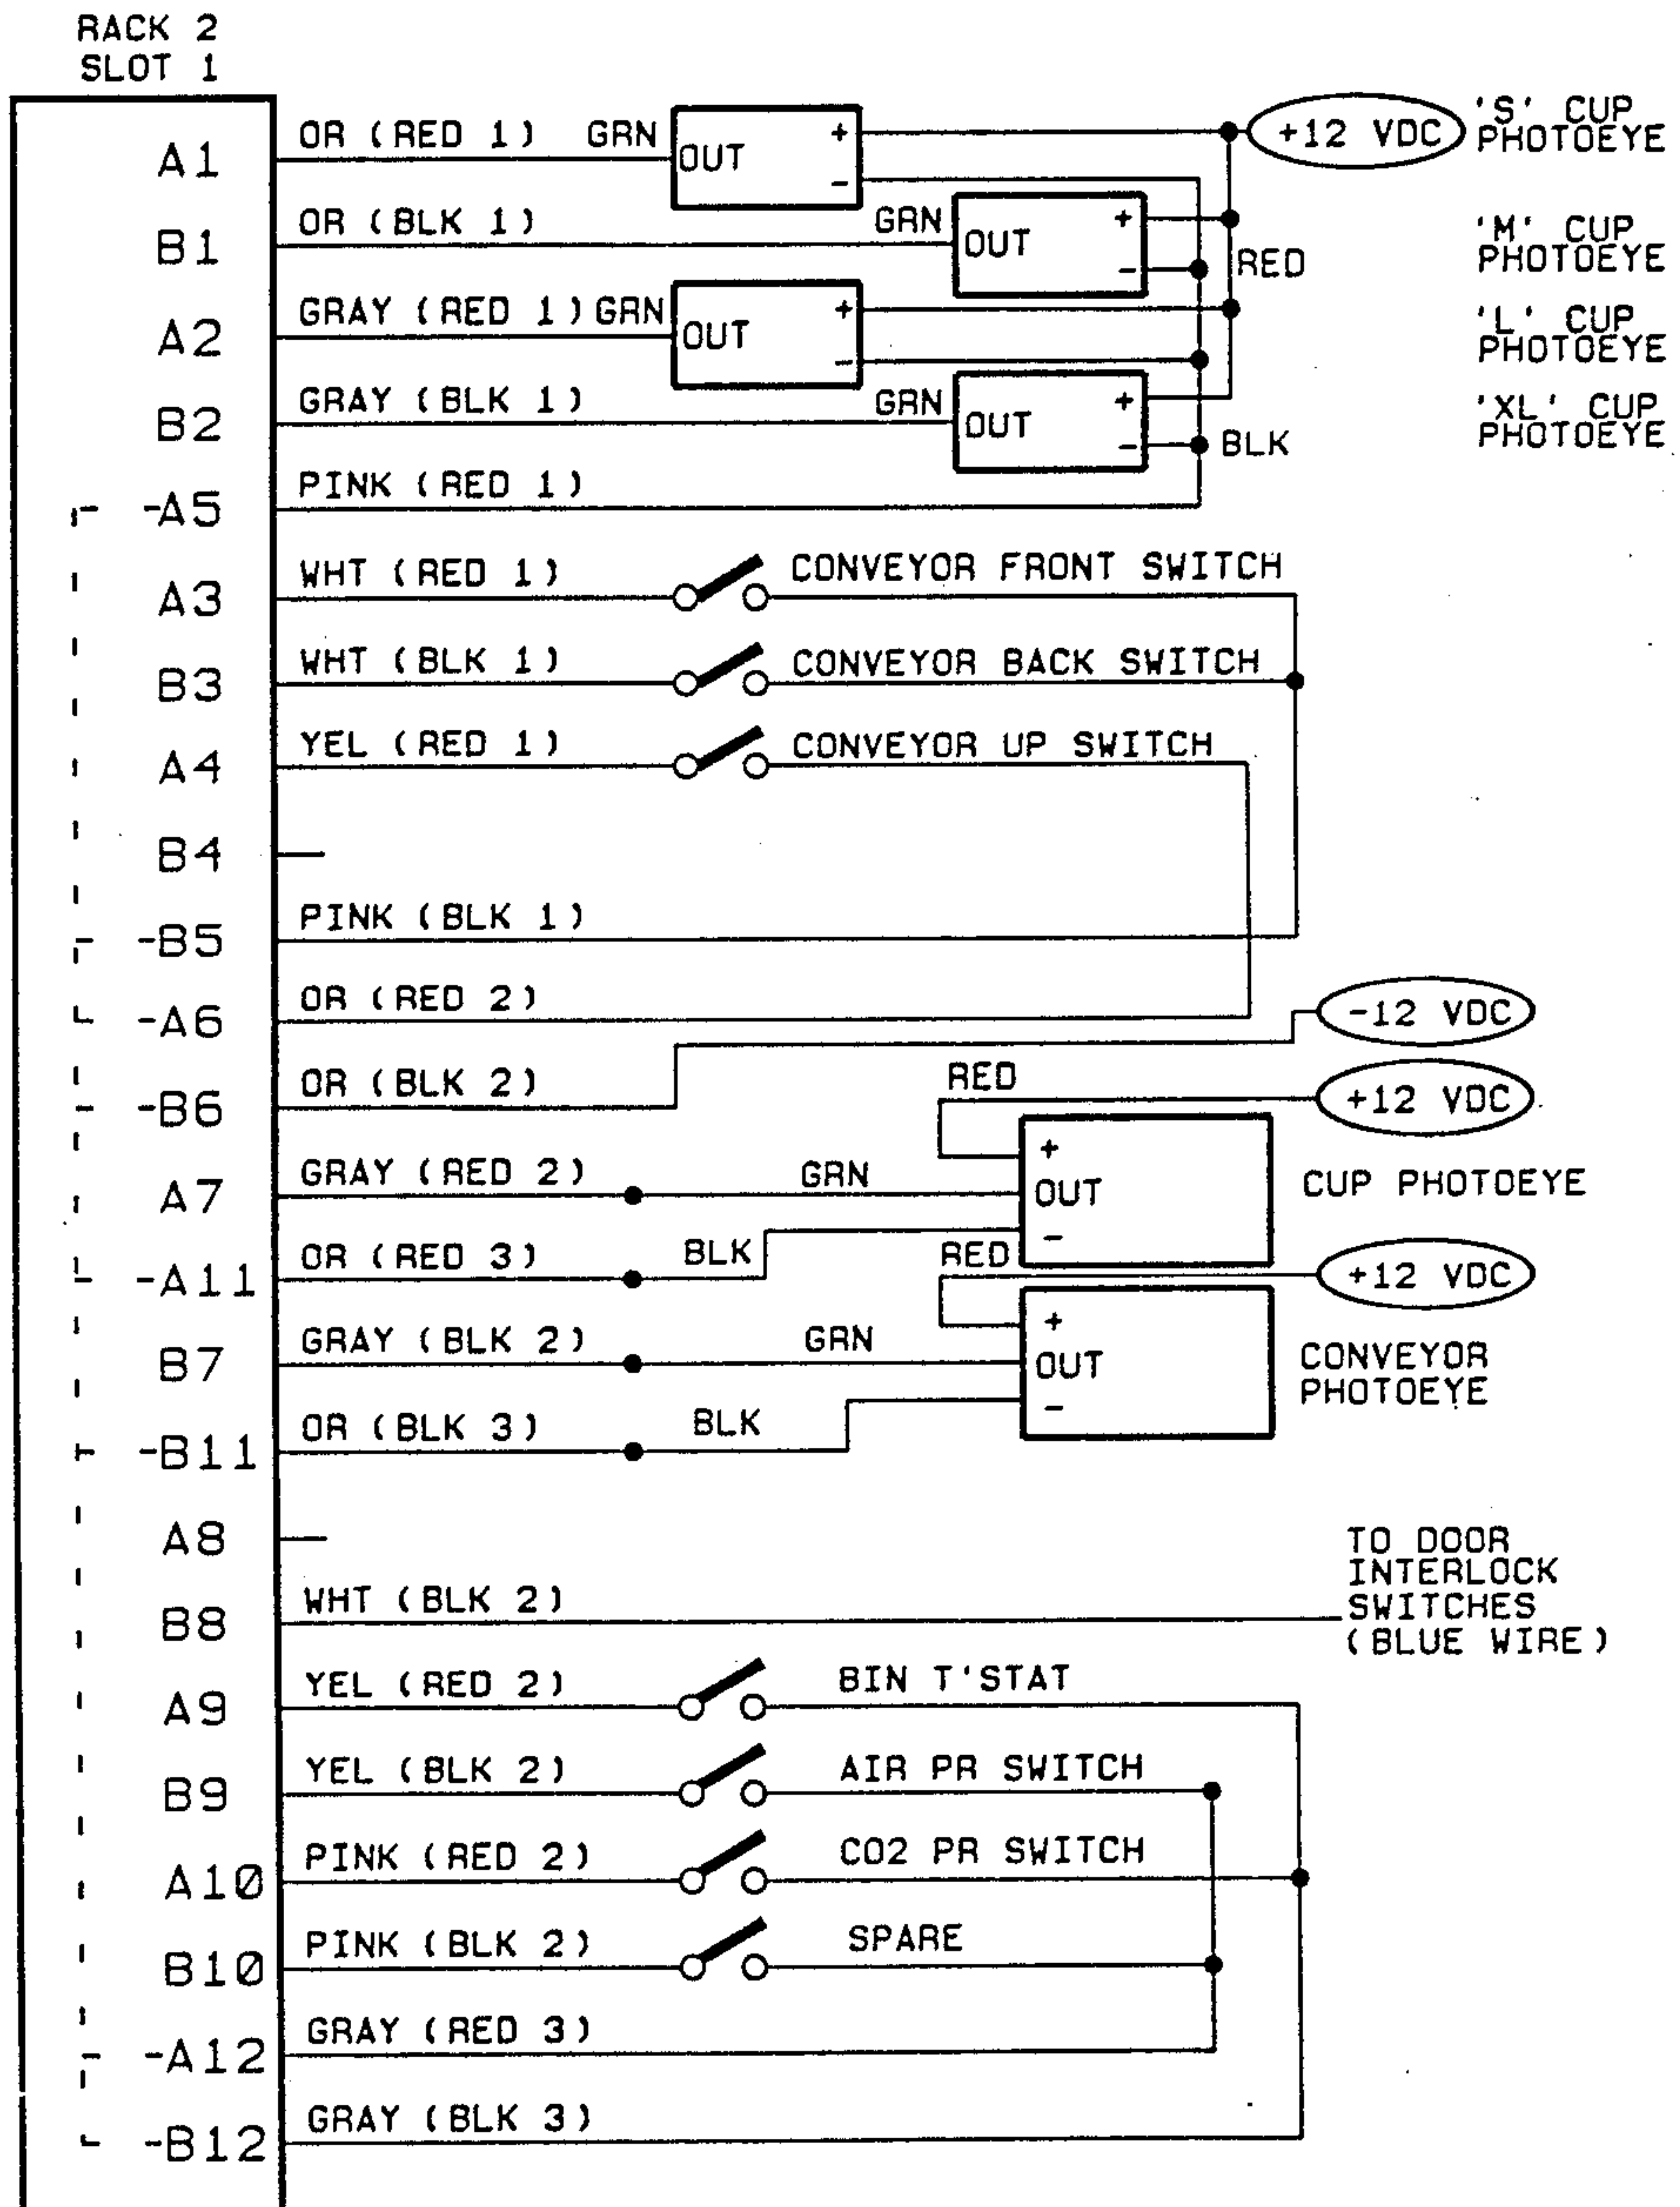 RACK 2
SLOT 1
A1 OR (RED 1) GRN OUT + -
+12 VDC
'S' CUP
PHOTOEYE
B1 OR (BLK 1) GRN OUT + -
RED
'M' CUP
PHOTOEYE
A2 GRAY (RED 1) GRN OUT + -
'L' CUP
PHOTOEYE
B2 GRAY (BLK 1) GRN OUT + -
BLK
'XL' CUP
PHOTOEYE
-A5 PINK (RED 1)
A3 WHT (RED 1) CONVEYOR FRONT SWITCH
B3 WHT (BLK 1) CONVEYOR BACK SWITCH
A4 YEL (RED 1) CONVEYOR UP SWITCH
B4
-B5 PINK (BLK 1)
-A6 OR (RED 2)
-12 VDC
-B6 OR (BLK 2)
RED +12 VDC
+
A7 GRAY (RED 2) GRN OUT CUP PHOTOEYE
-
-A11 OR (RED 3) BLK
RED +12 VDC
+
B7 GRAY (BLK 2) GRN OUT
CONVEYOR
PHOTOEYE
-
-B11 OR (BLK 3) BLK
A8
B8 WHT (BLK 2)
TO DOOR
INTERLOCK
SWITCHES
(BLUE WIRE)
A9 YEL (RED 2) BIN T'STAT
B9 YEL (BLK 2) AIR PR SWITCH
A10 PINK (RED 2) CO2 PR SWITCH
B10 PINK (BLK 2) SPARE
-A12 GRAY (RED 3)
-B12 GRAY (BLK 3)